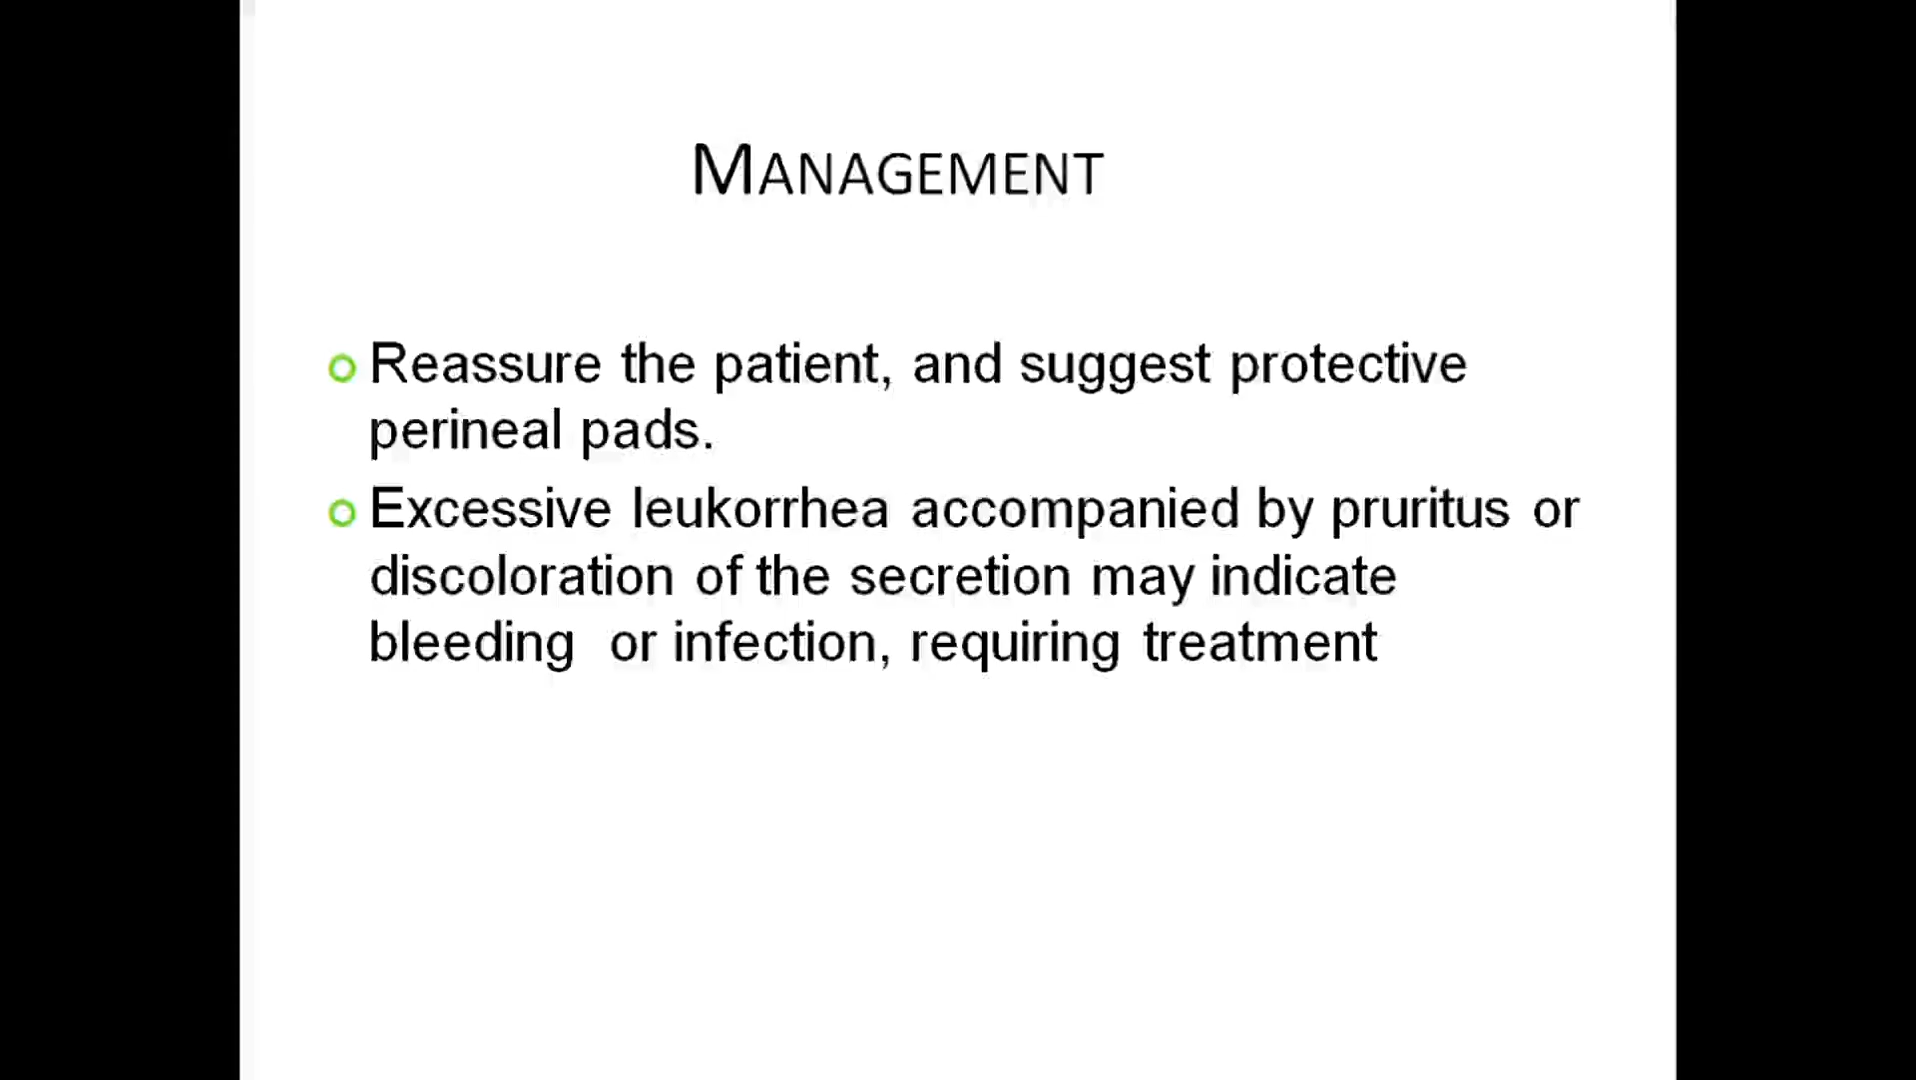 MANAGEMENT
Reassure the patient, and suggest protective
perineal pads.
Excessive leukorrhea accompanied by pruritus or
discoloration of the secretion may indicate
bleeding or infection, requiring treatment